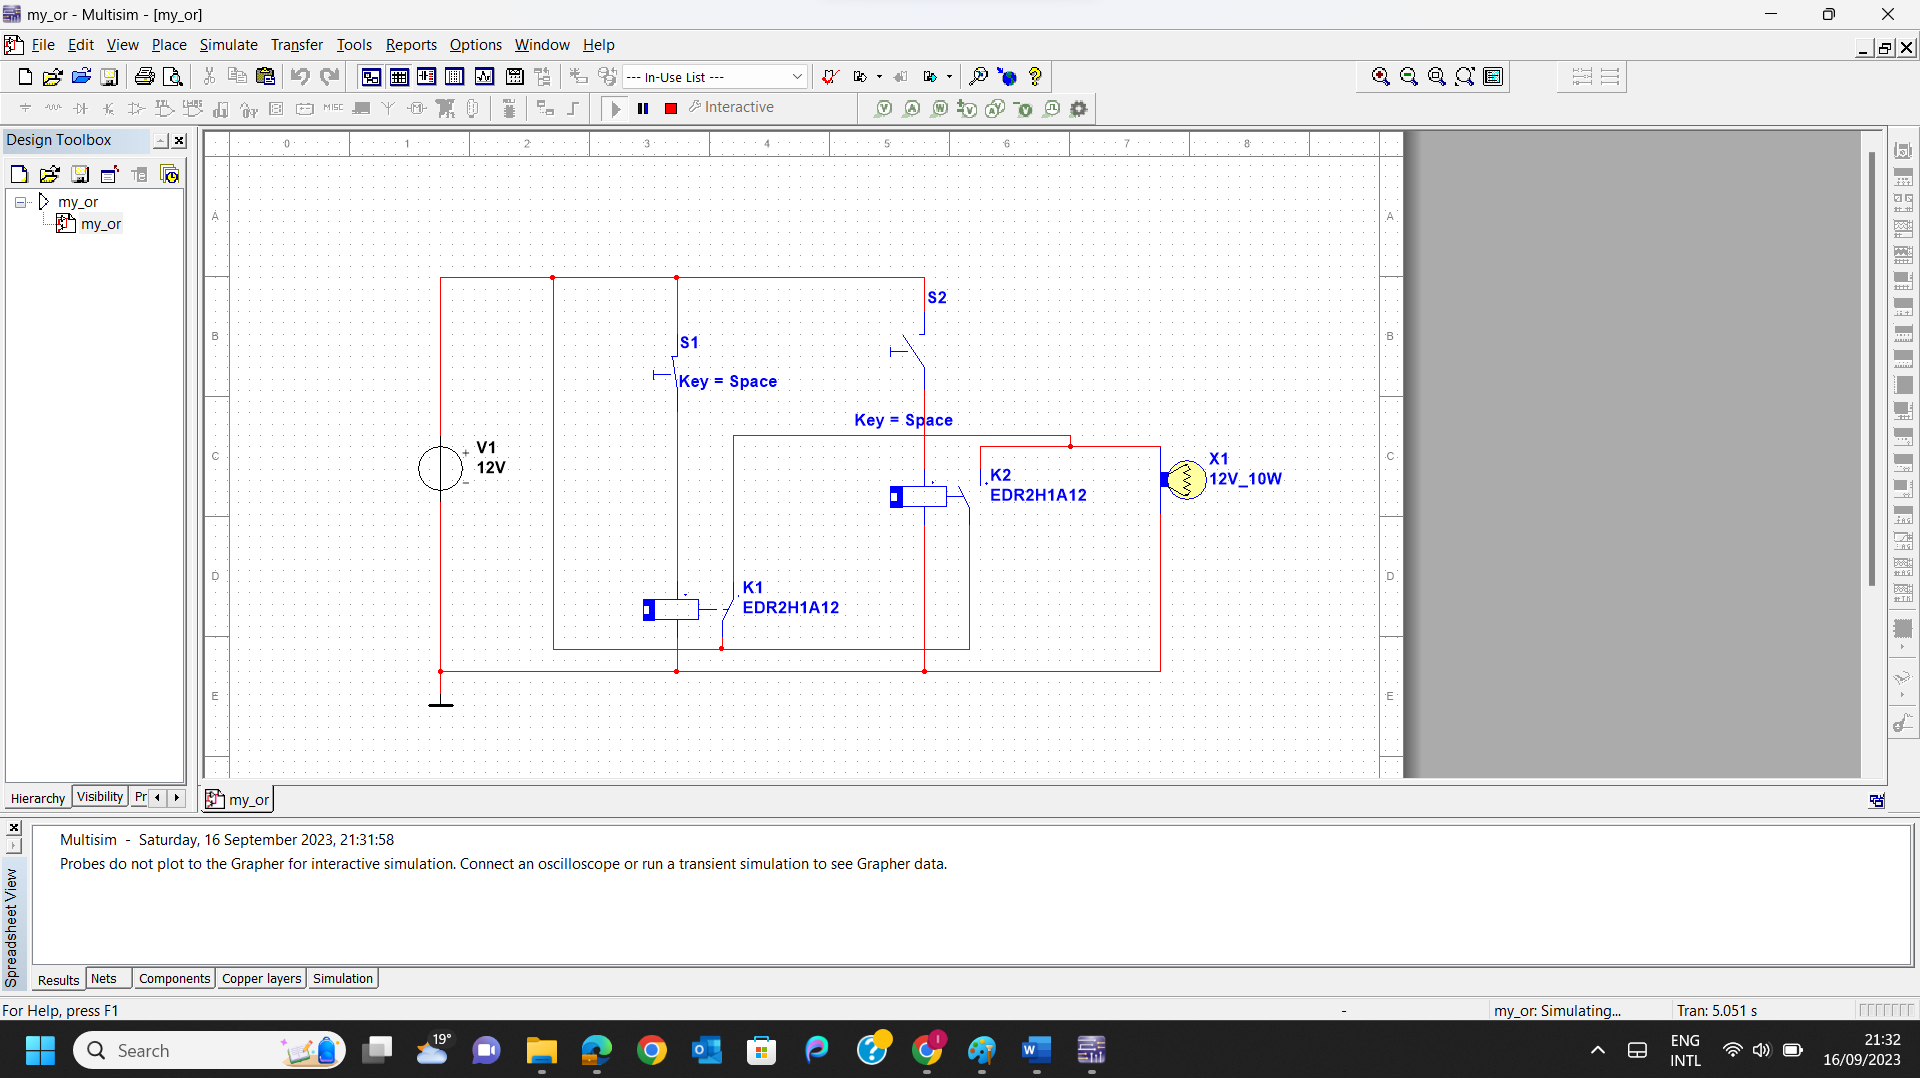 my_or - Multisim - [my_or]
File Edit View Place Simulate Transfer Tools Reports Options Window Help
--- In-Use List ---
MISC
Interactive
Design Toolbox
my_or
my_or
Hierarchy Visibility Pr
0 1 2 3 4 5 6 7 8
A A
B B
C C
D D
E E
S2
S1
Key = Space
Key = Space
V1
12V
X1
12V_10W
K2
EDR2H1A12
K1
EDR2H1A12
my_or
Multisim - Saturday, 16 September 2023, 21:31:58
Probes do not plot to the Grapher for interactive simulation. Connect an oscilloscope or run a transient simulation to see Grapher data.
Spreadsheet View
Results Nets Components Copper layers Simulation
For Help, press F1
-
my_or: Simulating...
Tran: 5.051 s
Search
19°
1
ENG
INTL
21:32
16/09/2023